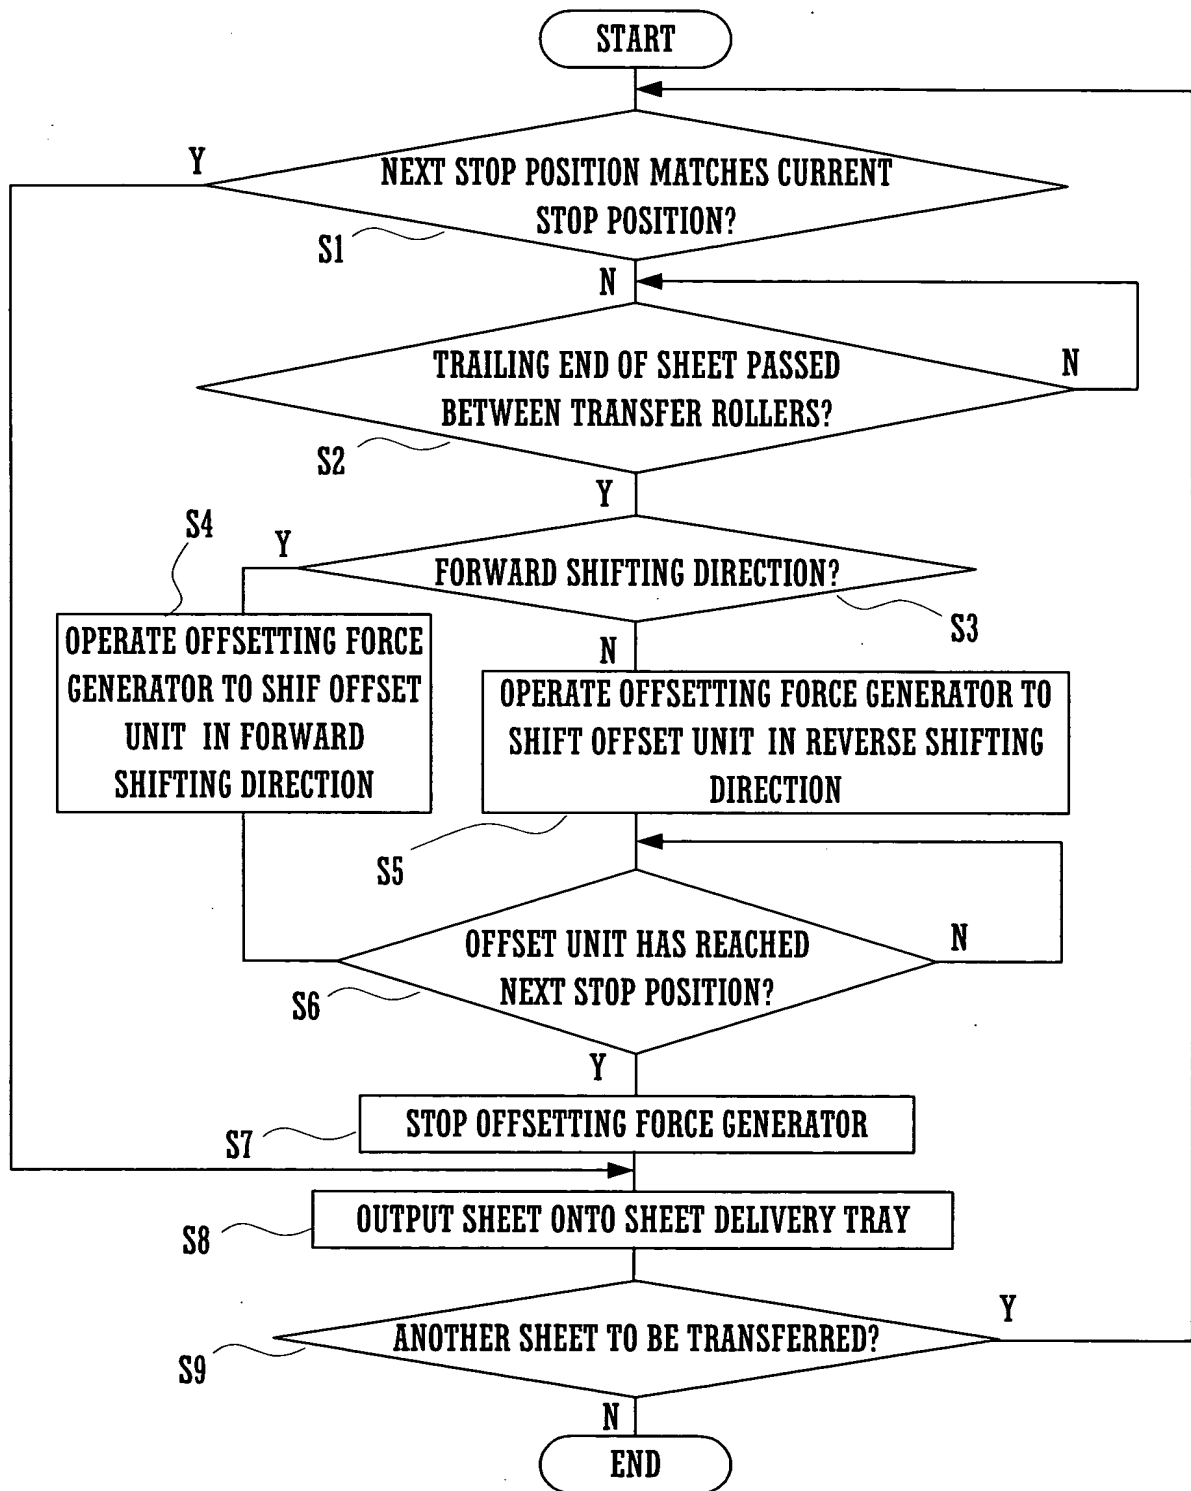 START
Y
NEXT STOP POSITION MATCHES CURRENT
STOP POSITION?
S1
N
TRAILING END OF SHEET PASSED
BETWEEN TRANSFER ROLLERS?
N
S2
Y
S4
Y
FORWARD SHIFTING DIRECTION?
S3
N
OPERATE OFFSETTING FORCE
GENERATOR TO SHIF OFFSET
UNIT IN FORWARD
SHIFTING DIRECTION
OPERATE OFFSETTING FORCE GENERATOR TO
SHIFT OFFSET UNIT IN REVERSE SHIFTING
DIRECTION
S5
OFFSET UNIT HAS REACHED
NEXT STOP POSITION?
N
S6
Y
STOP OFFSETTING FORCE GENERATOR
S7
OUTPUT SHEET ONTO SHEET DELIVERY TRAY
S8
ANOTHER SHEET TO BE TRANSFERRED?
Y
S9
N
END